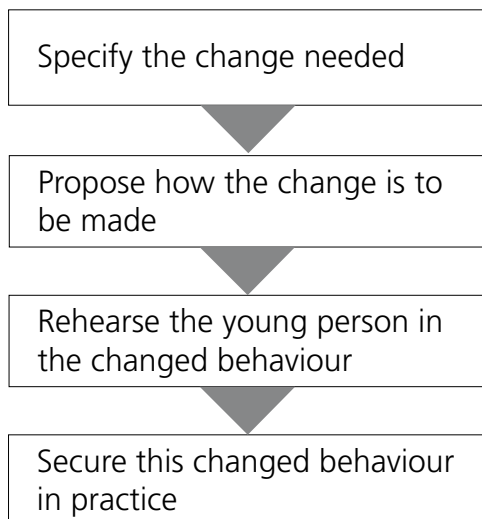 Specify the change needed
Propose how the change is to
be made
Rehearse the young person in
the changed behaviour
Secure this changed behaviour
in practice